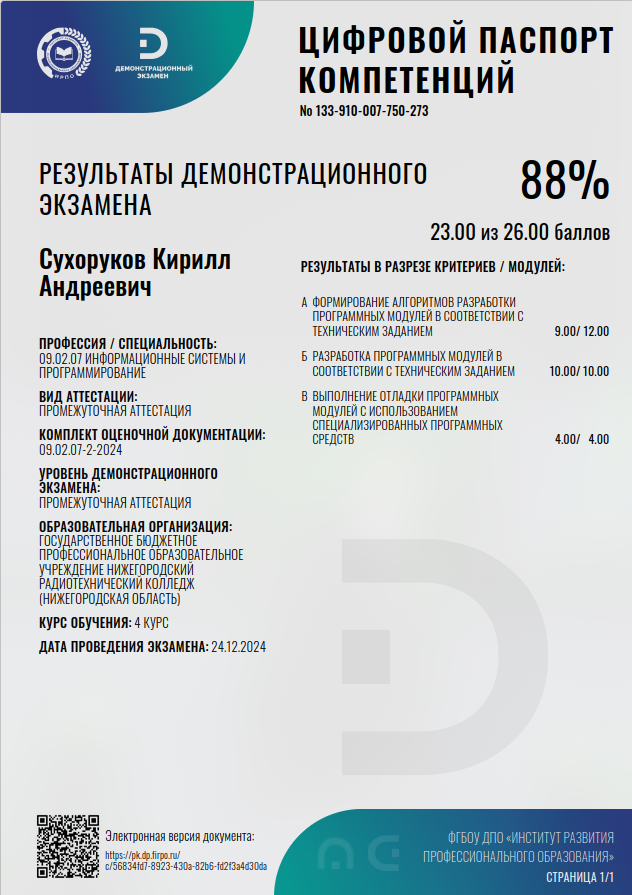 ИРПО
ДЕМОНСТРАЦИОННЫЙ
ЭКЗАМЕН
ЦИФРОВОЙ ПАСПОРТ
КОМПЕТЕНЦИЙ
№ 133-910-007-750-273
РЕЗУЛЬТАТЫ ДЕМОНСТРАЦИОННОГО
ЭКЗАМЕНА
88%
23.00 из 26.00 баллов
Сухоруков Кирилл
Андреевич
ПРОФЕССИЯ / СПЕЦИАЛЬНОСТЬ:
09.02.07 ИНФОРМАЦИОННЫЕ СИСТЕМЫ И
ПРОГРАММИРОВАНИЕ
ВИД АТТЕСТАЦИИ:
ПРОМЕЖУТОЧНАЯ АТТЕСТАЦИЯ
КОМПЛЕКТ ОЦЕНОЧНОЙ ДОКУМЕНТАЦИИ:
09.02.07-2-2024
УРОВЕНЬ ДЕМОНСТРАЦИОННОГО
ЭКЗАМЕНА:
ПРОМЕЖУТОЧНАЯ АТТЕСТАЦИЯ
ОБРАЗОВАТЕЛЬНАЯ ОРГАНИЗАЦИЯ:
ГОСУДАРСТВЕННОЕ БЮДЖЕТНОЕ
ПРОФЕССИОНАЛЬНОЕ ОБРАЗОВАТЕЛЬНОЕ
УЧРЕЖДЕНИЕ НИЖЕГОРОДСКИЙ
РАДИОТЕХНИЧЕСКИЙ КОЛЛЕДЖ
(НИЖЕГОРОДСКАЯ ОБЛАСТЬ)
КУРС ОБУЧЕНИЯ: 4 КУРС
ДАТА ПРОВЕДЕНИЯ ЭКЗАМЕНА: 24.12.2024
РЕЗУЛЬТАТЫ В РАЗРЕЗЕ КРИТЕРИЕВ / МОДУЛЕЙ:
А ФОРМИРОВАНИЕ АЛГОРИТМОВ РАЗРАБОТКИ
ПРОГРАММНЫХ МОДУЛЕЙ В СООТВЕТСТВИИ С
ТЕХНИЧЕСКИМ ЗАДАНИЕМ 9.00/ 12.00
Б РАЗРАБОТКА ПРОГРАММНЫХ МОДУЛЕЙ В
СООТВЕТСТВИИ С ТЕХНИЧЕСКИМ ЗАДАНИЕМ 10.00/ 10.00
В ВЫПОЛНЕНИЕ ОТЛАДКИ ПРОГРАММНЫХ
МОДУЛЕЙ С ИСПОЛЬЗОВАНИЕМ
СПЕЦИАЛИЗИРОВАННЫХ ПРОГРАММНЫХ
СРЕДСТВ 4.00/ 4.00
Электронная версия документа:
https://pk.dp.firpo.ru/
c/56834fd7-8923-430a-82b6-fd2f3a4d30da
ФГБОУ ДПО «ИНСТИТУТ РАЗВИТИЯ
ПРОФЕССИОНАЛЬНОГО ОБРАЗОВАНИЯ»
СТРАНИЦА 1/1